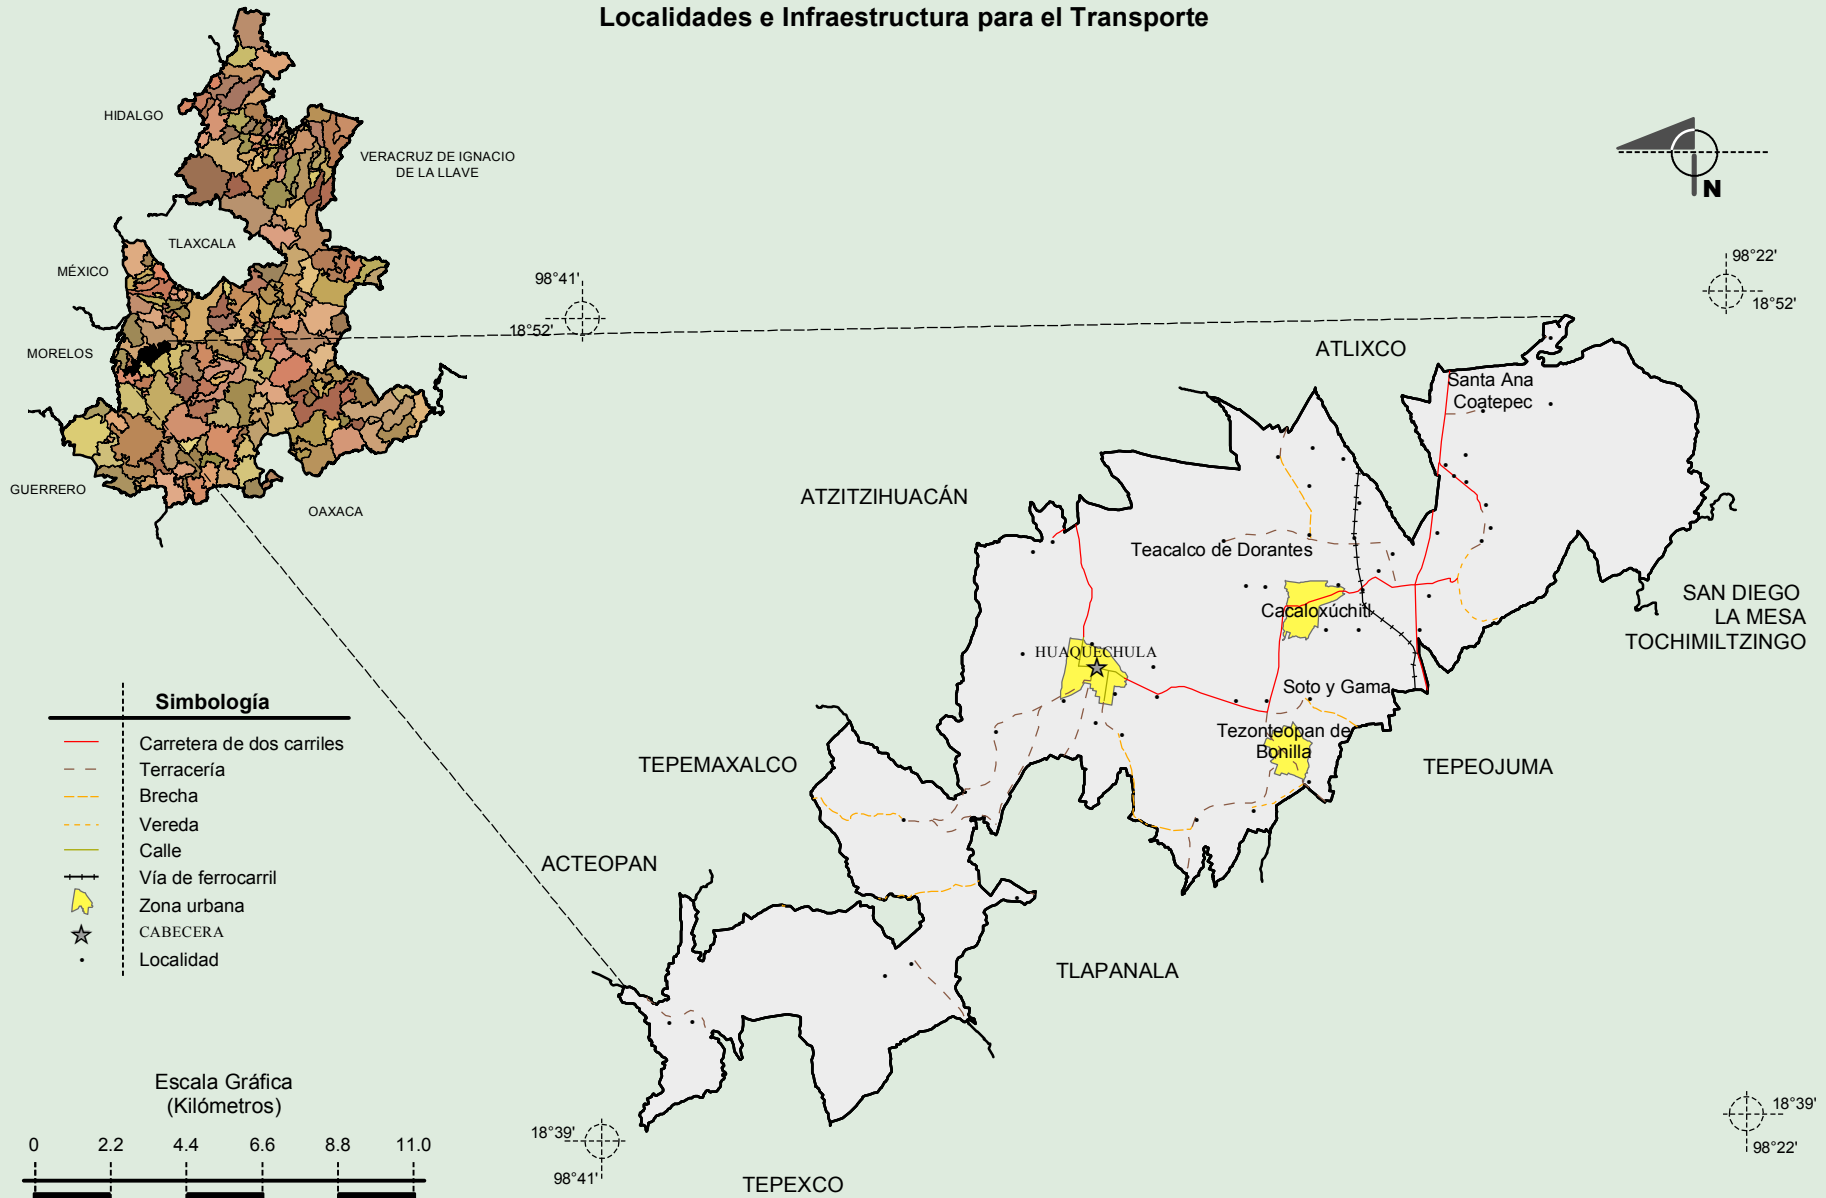 Localidades e Infraestructura para el Transporte
HIDALGO
VERACRUZ DE IGNACIO
DE LA LLAVE
TLAXCALA
MÉXICO
MORELOS
GUERRERO
OAXACA
N
98°41'
18°52'
98°22'
18°52'
ATLIXCO
Santa Ana
Coatepec
ATZITZIHUACÁN
Teacalco de Dorantes
Cacaloxúchitl
SAN DIEGO
LA MESA
TOCHIMILTZINGO
HUAQUECHULA
Soto y Gama
Tezonteopan de
Bonilla
TEPEMAXALCO
TEPEOJUMA
ACTEOPAN
TLAPANALA
TEPEXCO
Simbología
Carretera de dos carriles
Terracería
Brecha
Vereda
Calle
Vía de ferrocarril
Zona urbana
CABECERA
Localidad
Escala Gráfica
(Kilómetros)
0 2.2 4.4 6.6 8.8 11.0
18°39'
98°41'
18°39'
98°22'